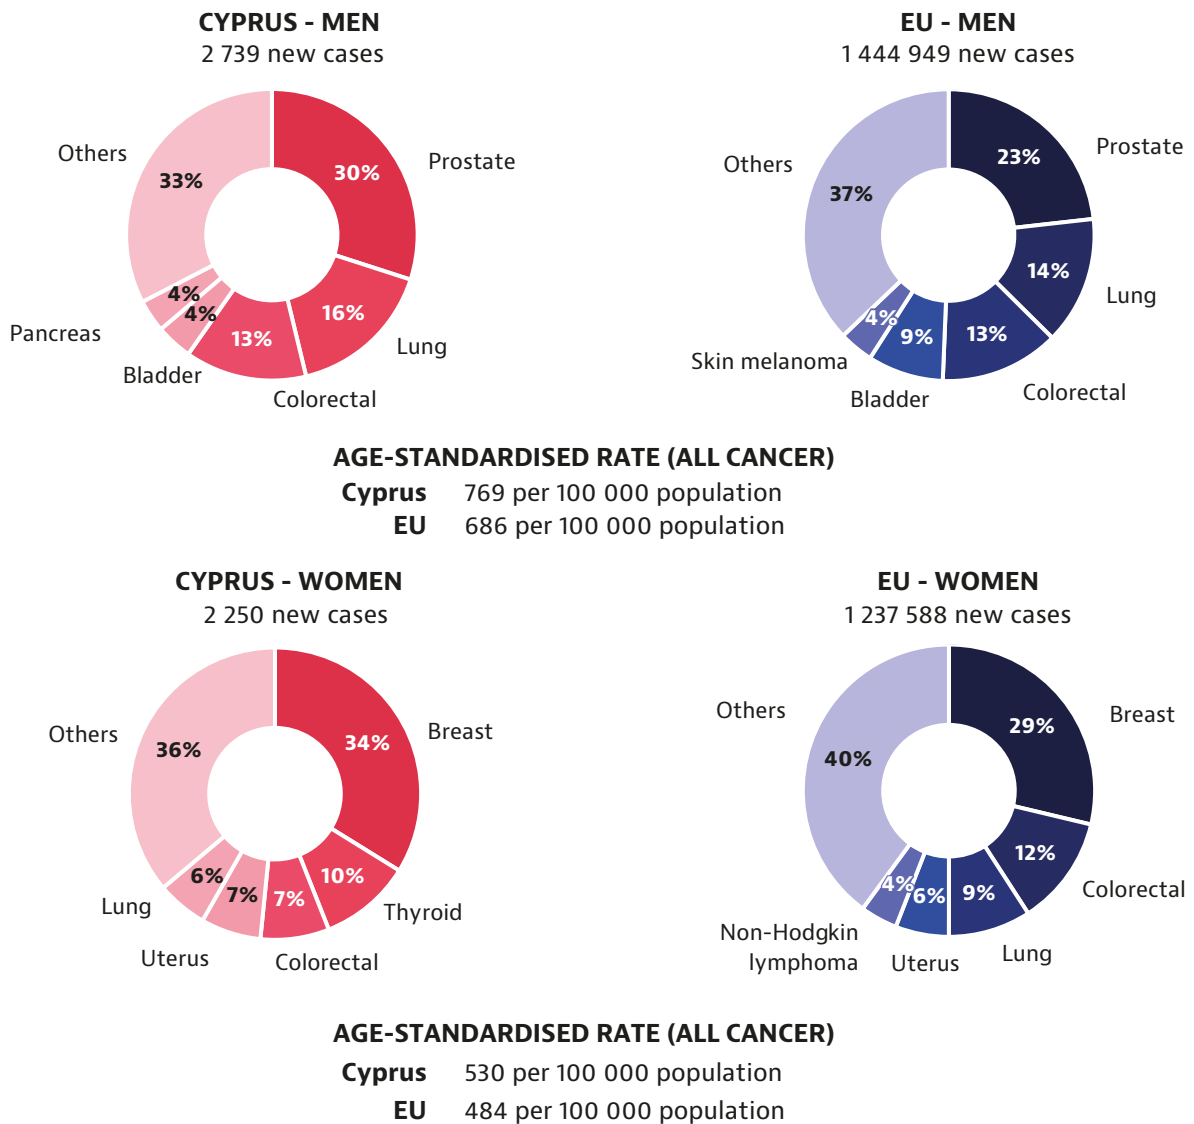 CYPRUS - MEN
2 739 new cases
Others
33%
30%
Prostate
4%
4%
16%
13%
Pancreas
Bladder
Lung
Colorectal
EU - MEN
1 444 949 new cases
Others
37%
23%
Prostate
14%
Lung
4%
9%
13%
Skin melanoma
Bladder
Colorectal
AGE-STANDARDISED RATE (ALL CANCER)
Cyprus 769 per 100 000 population
EU 686 per 100 000 population
CYPRUS - WOMEN
2 250 new cases
Others
36%
34%
Breast
6%
7%
7%
10%
Lung
Thyroid
Uterus
Colorectal
EU - WOMEN
1 237 588 new cases
Others
40%
29%
Breast
12%
Colorectal
4%
6%
9%
Non-Hodgkin
lymphoma
Uterus
Lung
AGE-STANDARDISED RATE (ALL CANCER)
Cyprus 530 per 100 000 population
EU 484 per 100 000 population